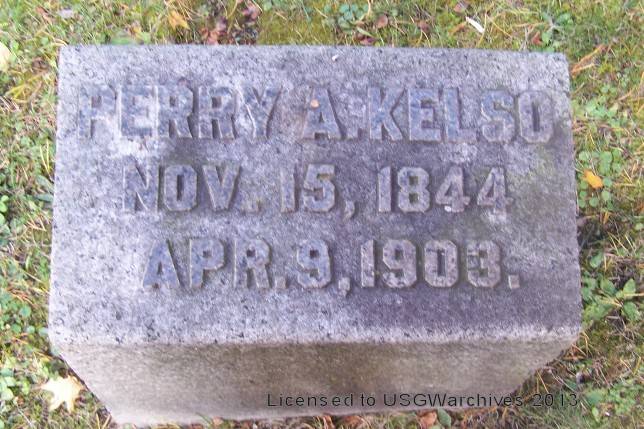 PERRY A. KELSO
NOV. 15, 1844
APR. 9, 1903.
Licensed to USGWarchives 2013